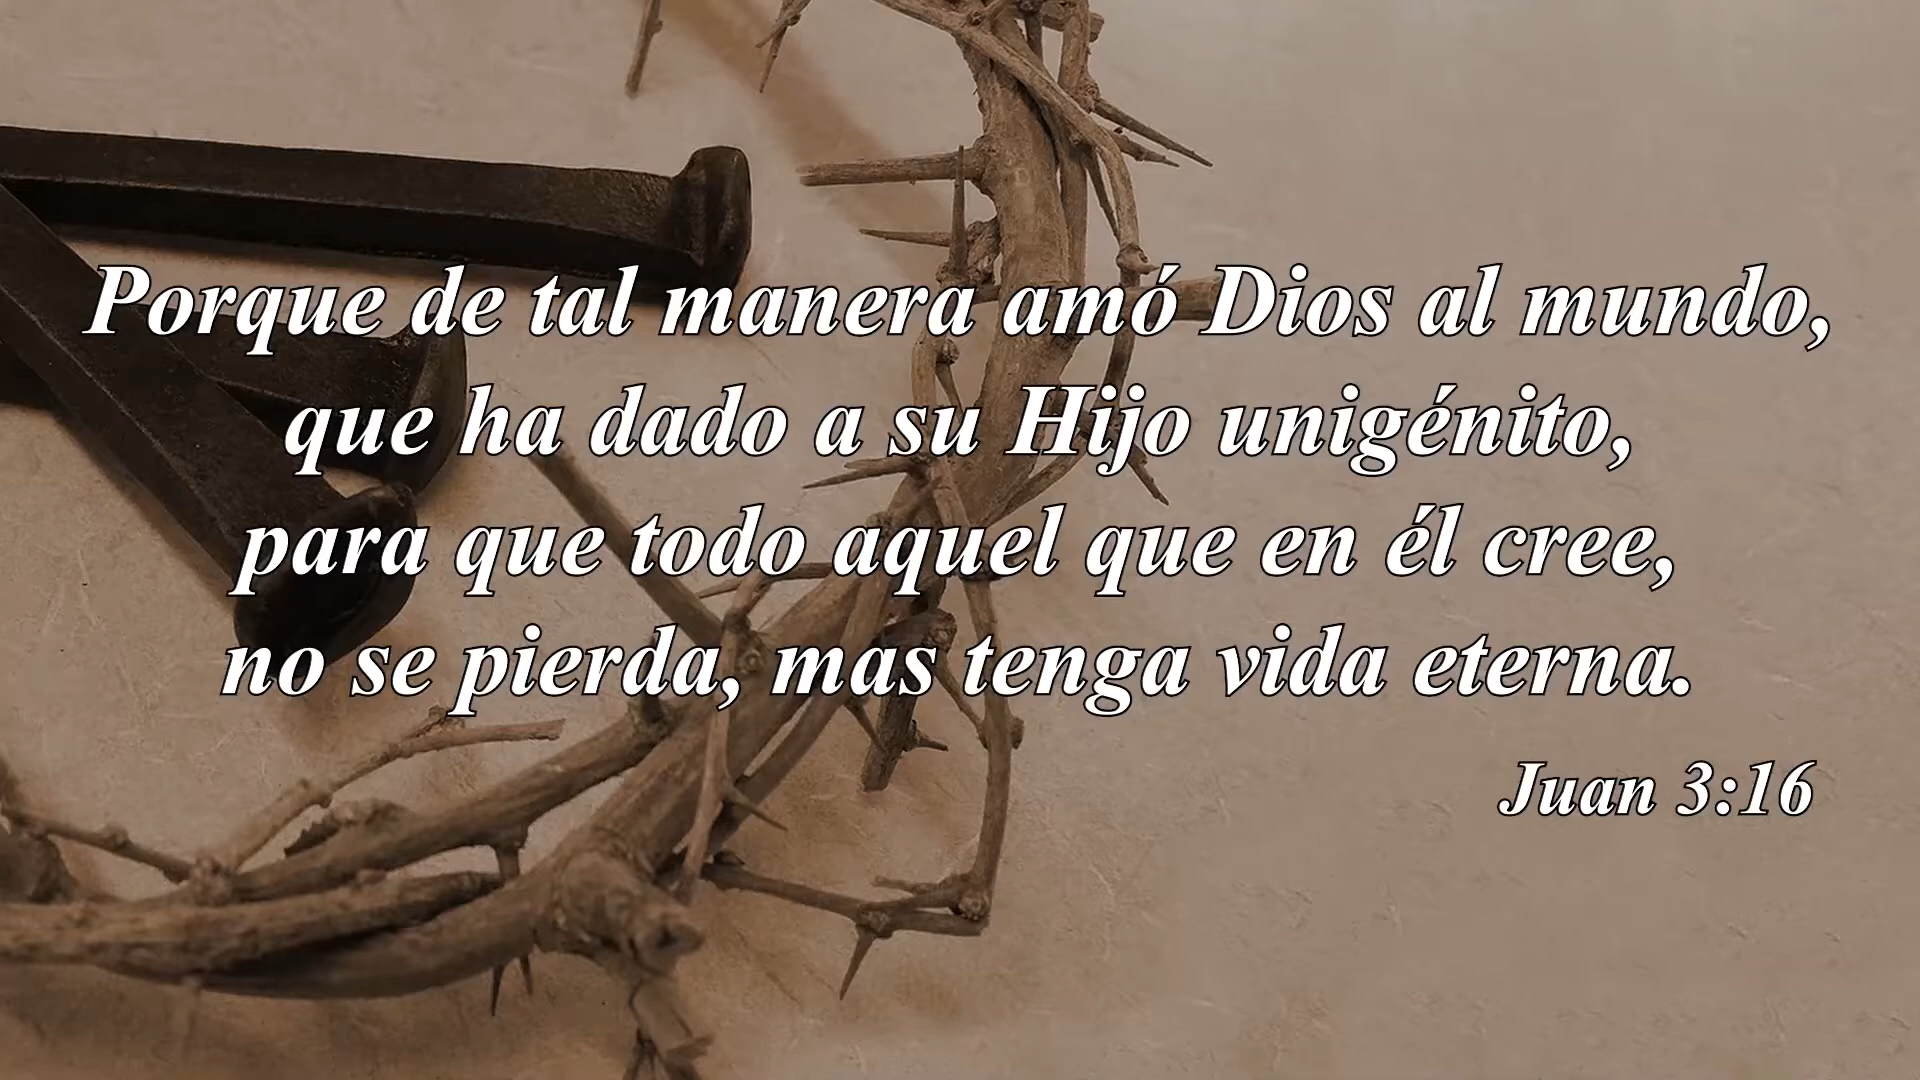 Porque de tal manera amó Dios al mundo,
que ha dado a su Hijo unigénito,
para que todo aquel que en él cree,
no se pierda, mas tenga vida eterna.
Juan 3:16